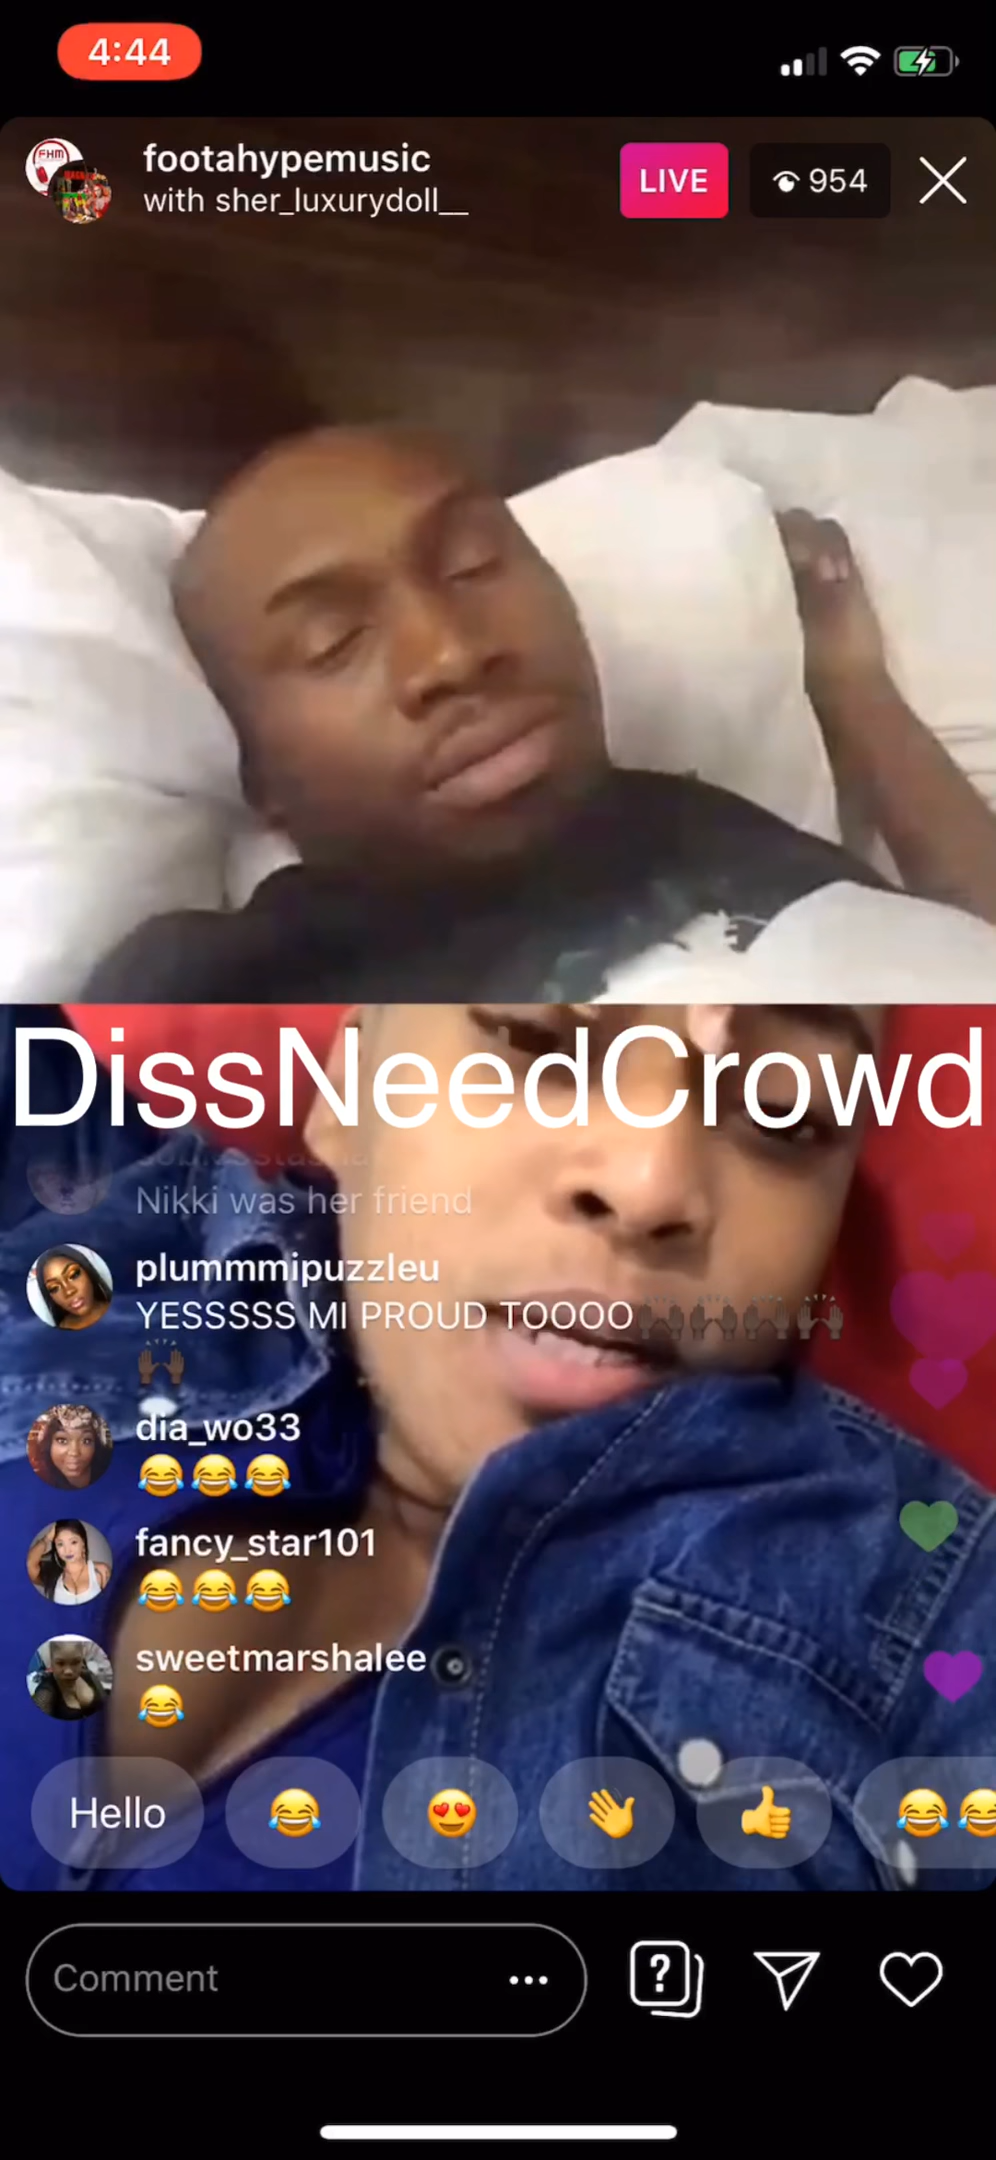 4:44
FHM
footahypemusic
with sher_luxurydoll__
LIVE
954
DissNeedCrowd
Nikki was her friend
plummmipuzzleu
YESSSSS MI PROUD TOOOO🙌🏿🙌🏿🙌🏿🙌🏿
🙌🏿
dia_wo33
😂😂😂
fancy_star101
😂😂😂
sweetmarshalee
😂
Hello 😂 😍 👋 👍 😂😂
Comment